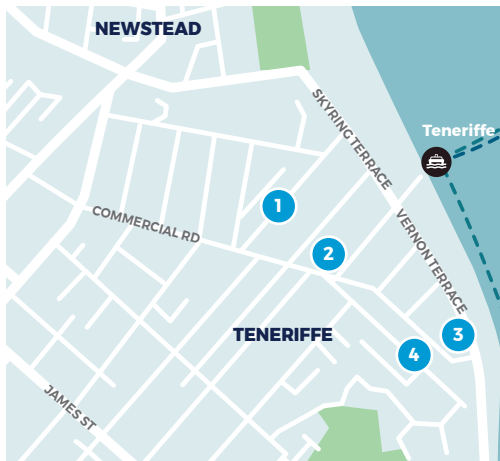 NEWSTEAD
SKYRING TERRACE
Teneriffe
1
COMMERCIAL RD
VERNON TERRACE
2
TENERIFFE
3
4
JAMES ST